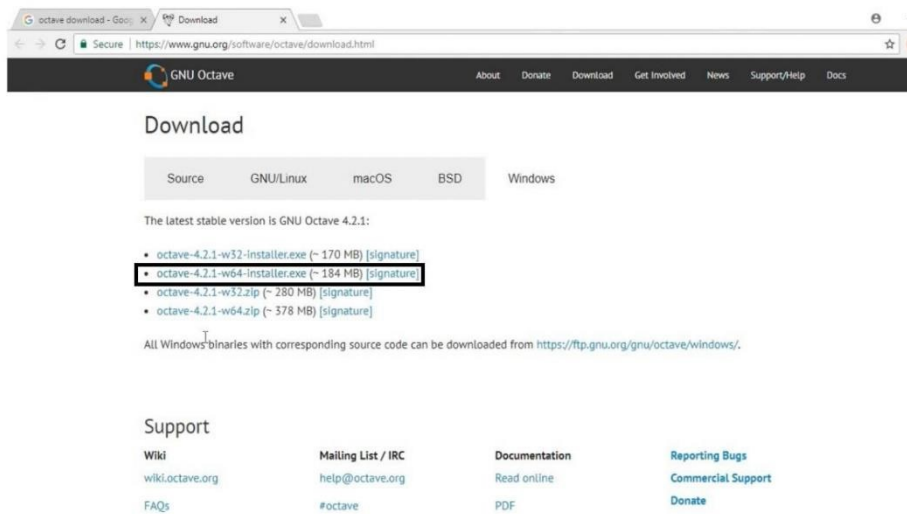 octave download - Goo
Download
Secure https://www.gnu.org/software/octave/download.html
GNU Octave About Donate Download Get Involved News Support/Help Docs
Download
Source GNU/Linux macOS BSD Windows
The latest stable version is GNU Octave 4.2.1:
• octave-4.2.1-w32-installer.exe (~ 170 MB) [signature]
• octave-4.2.1-w64-installer.exe (~ 184 MB) [signature]
• octave-4.2.1-w32.zip (~ 280 MB) [signature]
• octave-4.2.1-w64.zip (~ 378 MB) [signature]
All Windows binaries with corresponding source code can be downloaded from https://ftp.gnu.org/gnu/octave/windows/.
Support
Wiki Mailing List / IRC Documentation Reporting Bugs
wiki.octave.org help@octave.org Read online Commercial Support
FAQs #octave PDF Donate